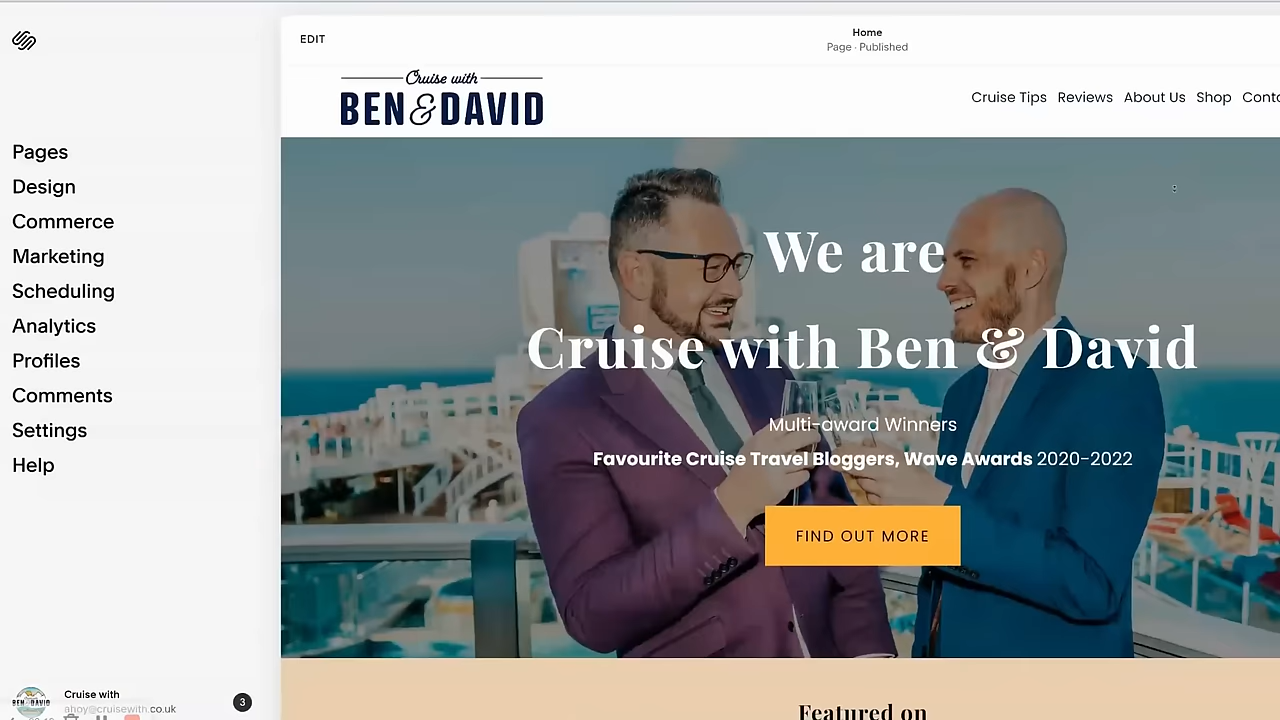 EDIT
Home
Page · Published
Cruise with
BEN & DAVID
Cruise Tips Reviews About Us Shop
Pages
Design
Commerce
Marketing
Scheduling
Analytics
Profiles
Comments
Settings
Help
We are
Cruise with Ben & David
Multi-award Winners
Favourite Cruise Travel Bloggers, Wave Awards 2020-2022
FIND OUT MORE
Featured on
Cruise with
ahoy@cruisewith.co.uk
3